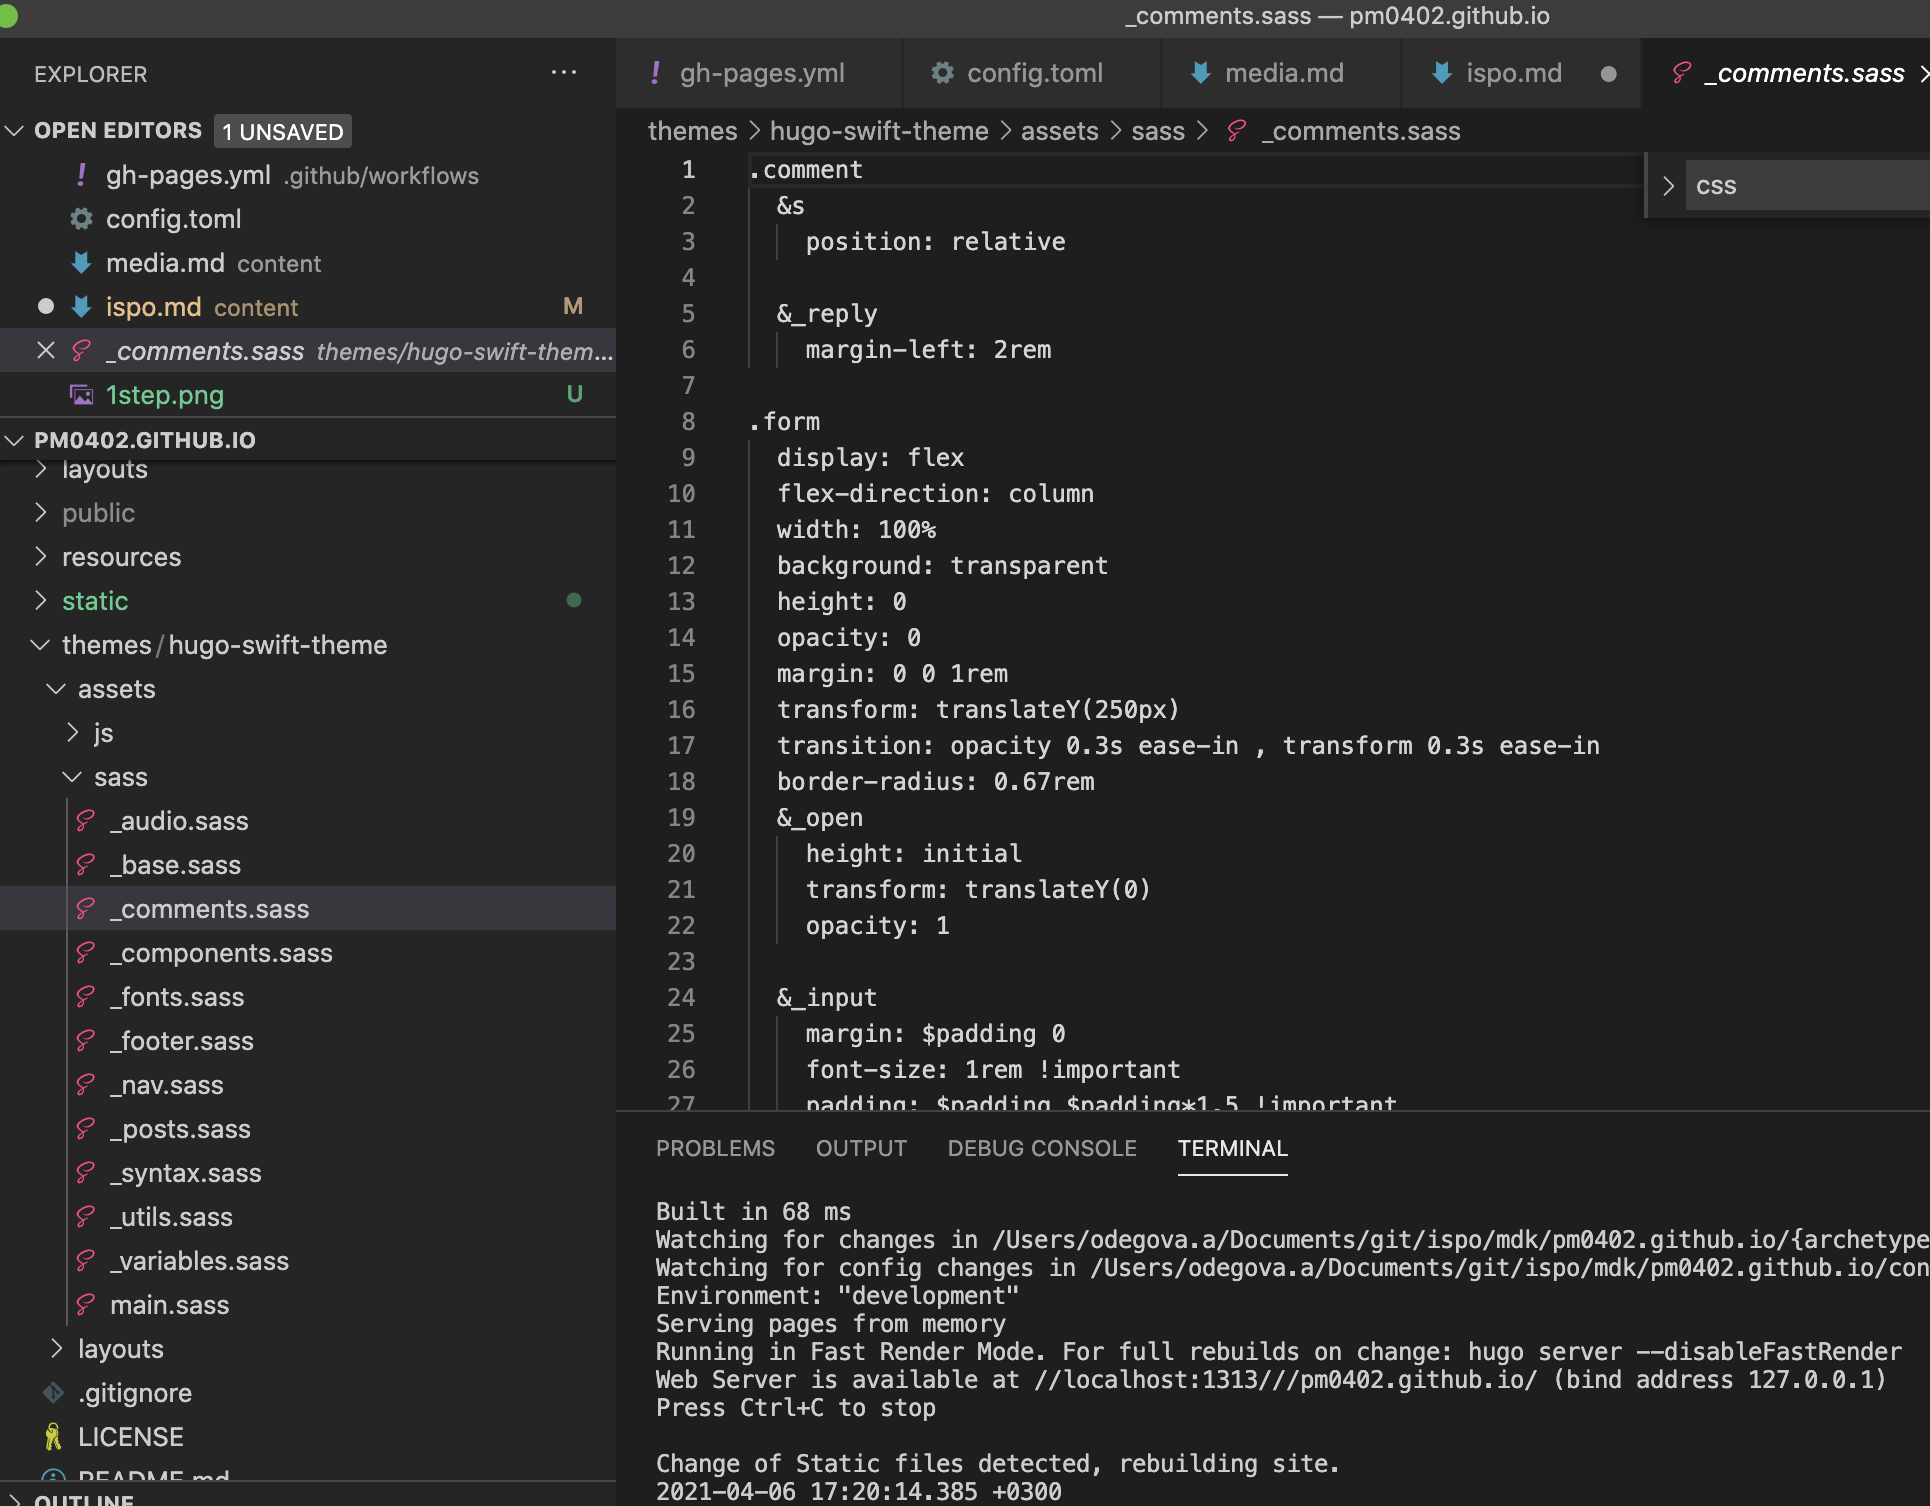 _comments.sass — pm0402.github.io
EXPLORER
OPEN EDITORS 1 UNSAVED
gh-pages.yml .github/workflows
config.toml
media.md content
ispo.md content M
_comments.sass themes/hugo-swift-them...
1step.png U
PM0402.GITHUB.IO
layouts
public
resources
static
themes/hugo-swift-theme
assets
js
sass
_audio.sass
_base.sass
_comments.sass
_components.sass
_fonts.sass
_footer.sass
_nav.sass
_posts.sass
_syntax.sass
_utils.sass
_variables.sass
main.sass
layouts
.gitignore
LICENSE
README.md
OUTLINE
gh-pages.yml config.toml media.md ispo.md _comments.sass
themes > hugo-swift-theme > assets > sass > _comments.sass
css
1 .comment
2 &s
3 position: relative
4
5 &_reply
6 margin-left: 2rem
7
8 .form
9 display: flex
10 flex-direction: column
11 width: 100%
12 background: transparent
13 height: 0
14 opacity: 0
15 margin: 0 0 1rem
16 transform: translateY(250px)
17 transition: opacity 0.3s ease-in , transform 0.3s ease-in
18 border-radius: 0.67rem
19 &_open
20 height: initial
21 transform: translateY(0)
22 opacity: 1
23
24 &_input
25 margin: $padding 0
26 font-size: 1rem !important
27 padding: $padding $padding*1.5 !important
PROBLEMS OUTPUT DEBUG CONSOLE TERMINAL
Built in 68 ms
Watching for changes in /Users/odegova.a/Documents/git/ispo/mdk/pm0402.github.io/{archetype
Watching for config changes in /Users/odegova.a/Documents/git/ispo/mdk/pm0402.github.io/con
Environment: "development"
Serving pages from memory
Running in Fast Render Mode. For full rebuilds on change: hugo server --disableFastRender
Web Server is available at //localhost:1313///pm0402.github.io/ (bind address 127.0.0.1)
Press Ctrl+C to stop
Change of Static files detected, rebuilding site.
2021-04-06 17:20:14.385 +0300